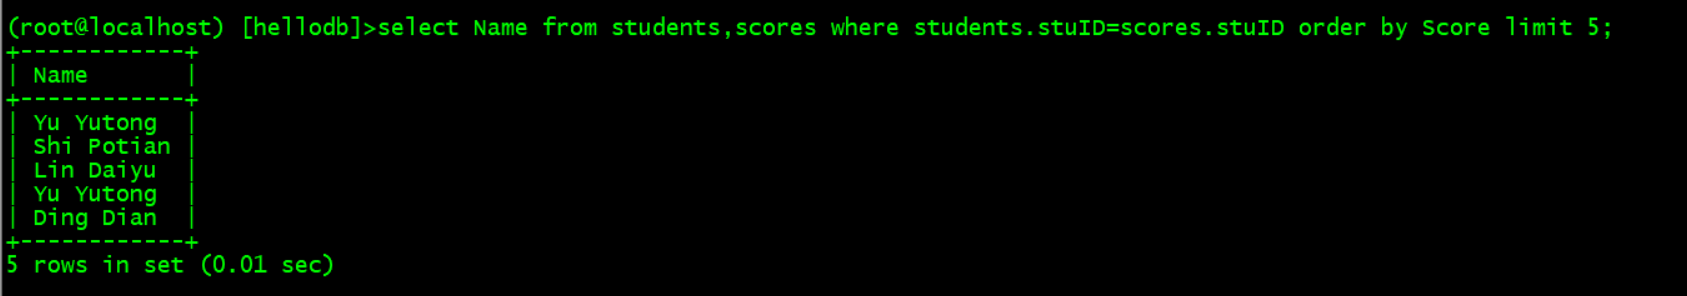 (root@localhost) [hellodb]>select Name from students,scores where students.stuID=scores.stuID order by Score limit 5;
+------------+
| Name       |
+------------+
| Yu Yutong  |
| Shi Potian |
| Lin Daiyu  |
| Yu Yutong  |
| Ding Dian  |
+------------+
5 rows in set (0.01 sec)